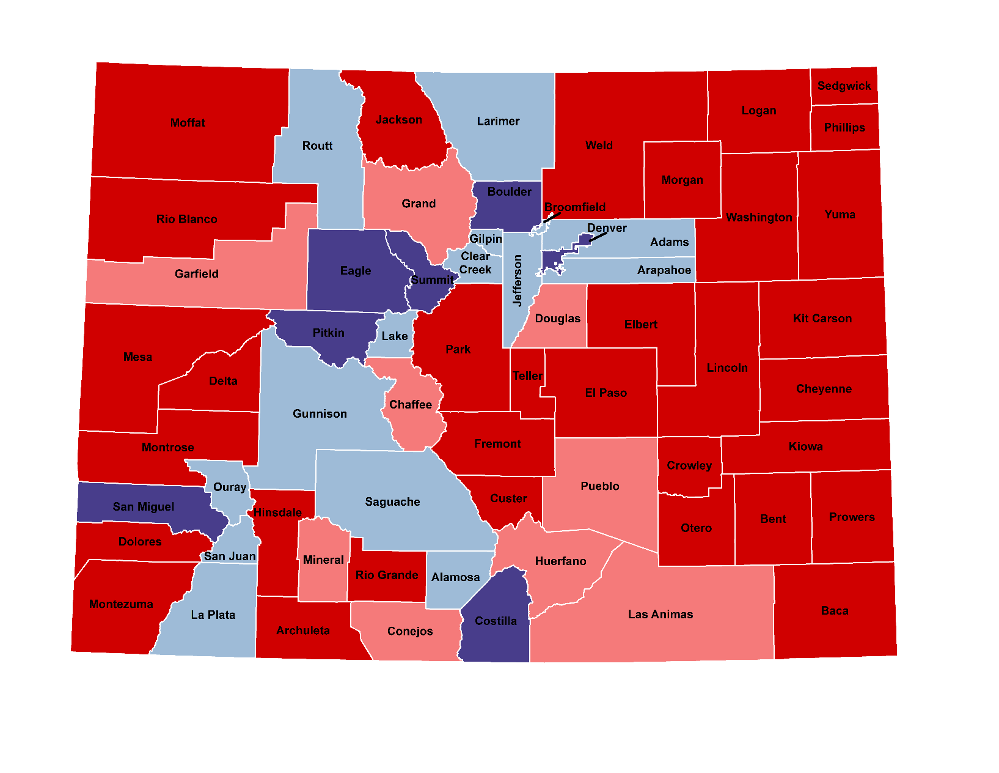 Sedgwick
Logan
Jackson
Larimer
Moffat
Phillips
Routt
Weld
Morgan
Boulder
Grand
Broomfield
Yuma
Washington
Rio Blanco
Denver
Gilpin
Adams
Clear
Creek
Arapahoe
Eagle
Garfield
Summit
Jefferson
Douglas
Kit Carson
Elbert
Pitkin
Lake
Park
Mesa
Lincoln
Teller
Delta
Cheyenne
El Paso
Chaffee
Gunnison
Fremont
Kiowa
Montrose
Crowley
Pueblo
Ouray
Custer
Saguache
San Miguel
Hinsdale
Prowers
Bent
Otero
Dolores
San Juan
Mineral
Huerfano
Rio Grande
Alamosa
Montezuma
Baca
La Plata
Las Animas
Costilla
Archuleta
Conejos